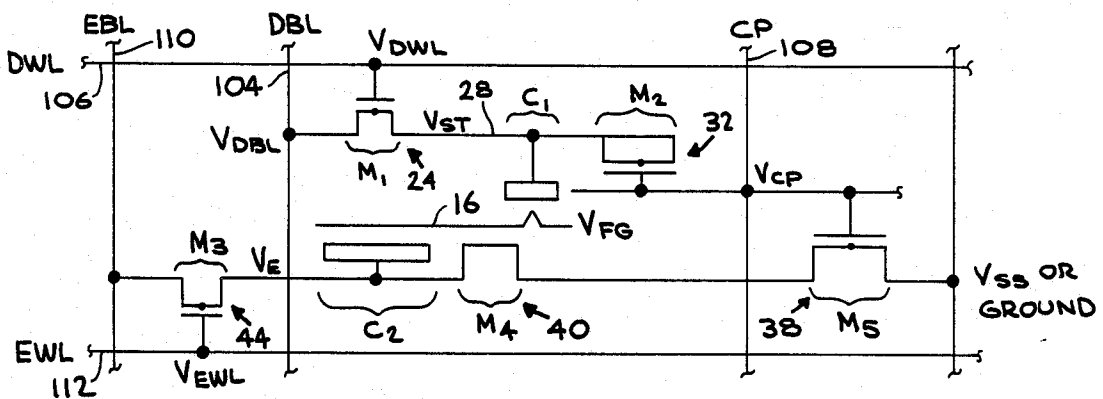 EBL
110
DBL
CP
108
DWL
106
104
VDWL
VDBL
M1
24
VST
28
C1
M2
32
VCP
16
VFG
M3
VE
44
C2
M4
40
38
M5
VSS OR
GROUND
EWL
112
VEWL